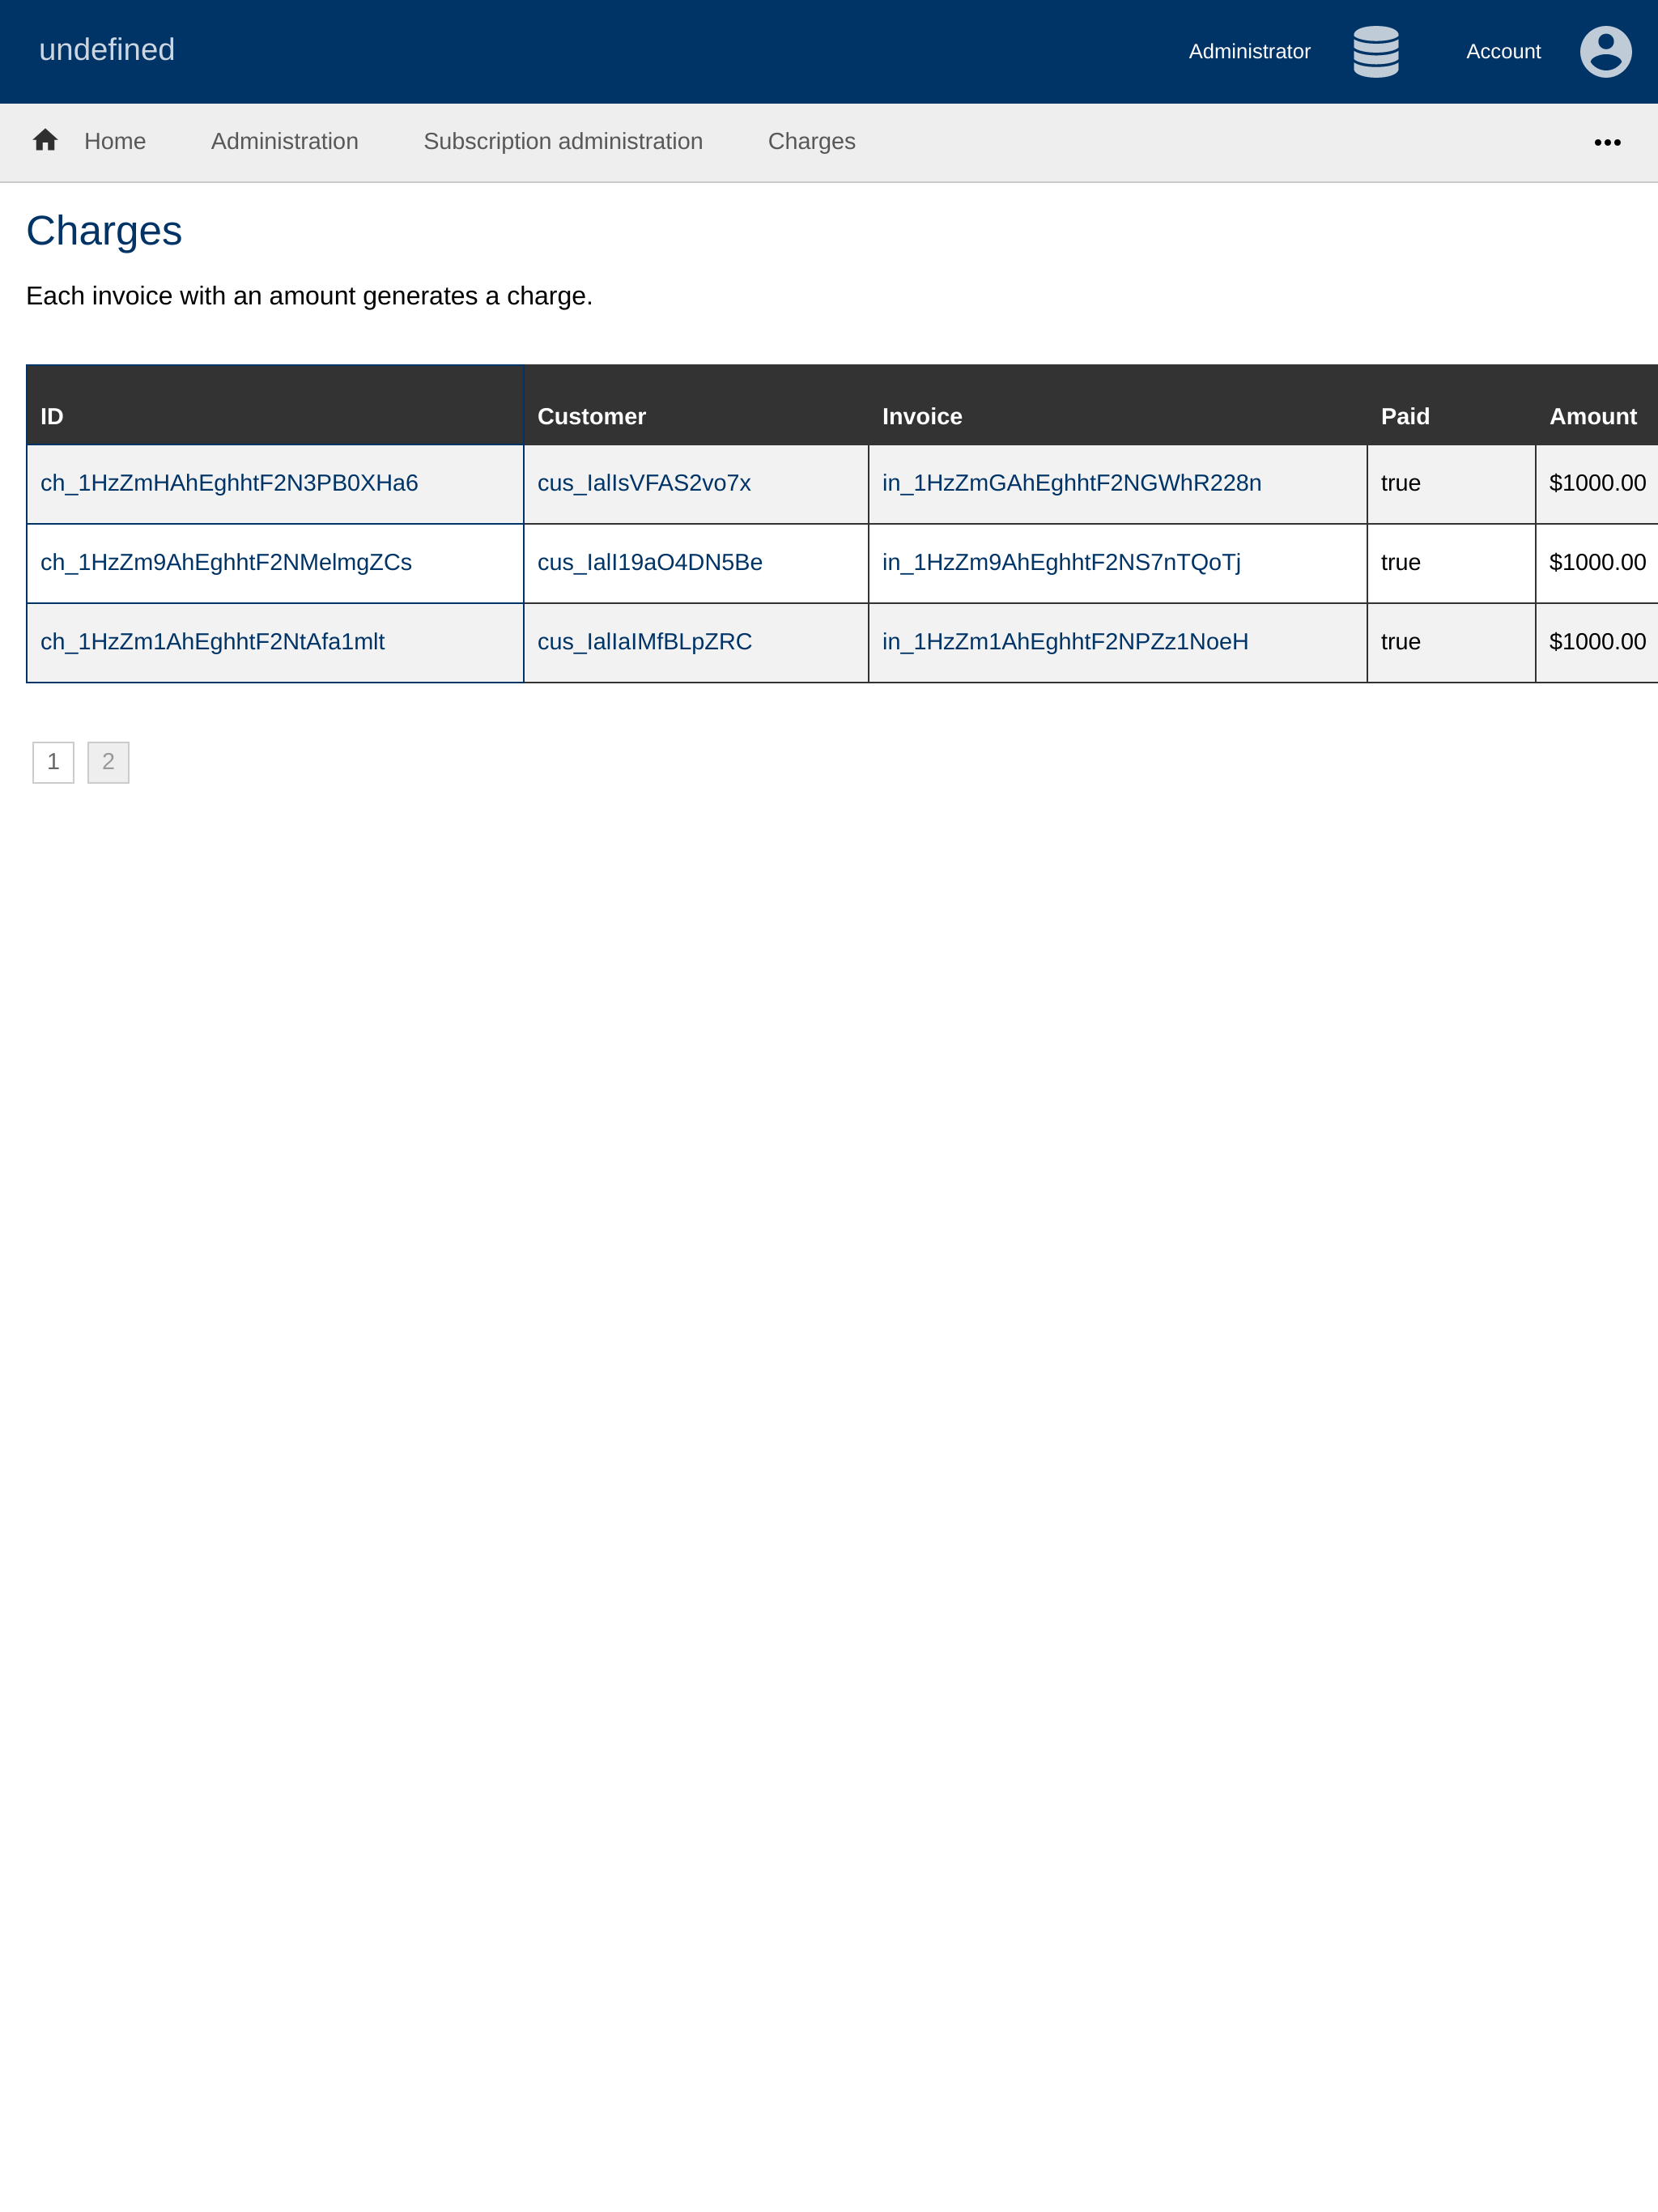 undefined Administrator Account
Home Administration Subscription administration Charges
Charges
Each invoice with an amount generates a charge.
ID Customer Invoice Paid Amount
ch_1HzZmHAhEghhtF2N3PB0XHa6 cus_IalIsVFAS2vo7x in_1HzZmGAhEghhtF2NGWhR228n true $1000.00
ch_1HzZm9AhEghhtF2NMelmgZCs cus_IalI19aO4DN5Be in_1HzZm9AhEghhtF2NS7nTQoTj true $1000.00
ch_1HzZm1AhEghhtF2NtAfa1mlt cus_IalIaIMfBLpZRC in_1HzZm1AhEghhtF2NPZz1NoeH true $1000.00
1 2